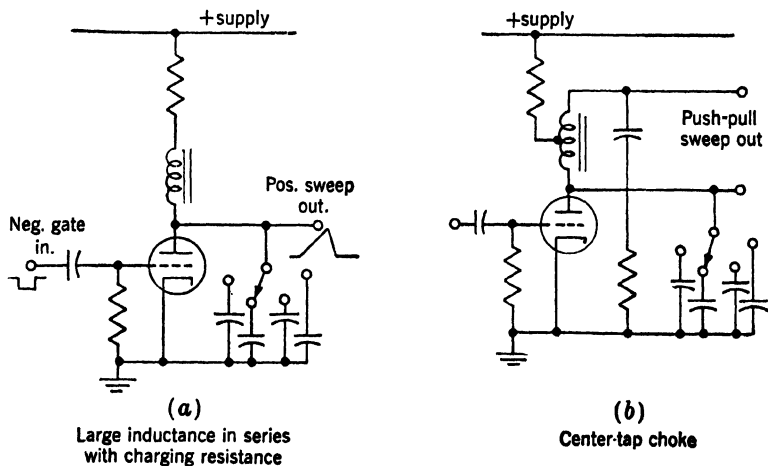 +supply
Pos. sweep
out.
Neg. gate
in.
(a)
Large inductance in series
with charging resistance
+supply
Push-pull
sweep out
(b)
Center-tap choke